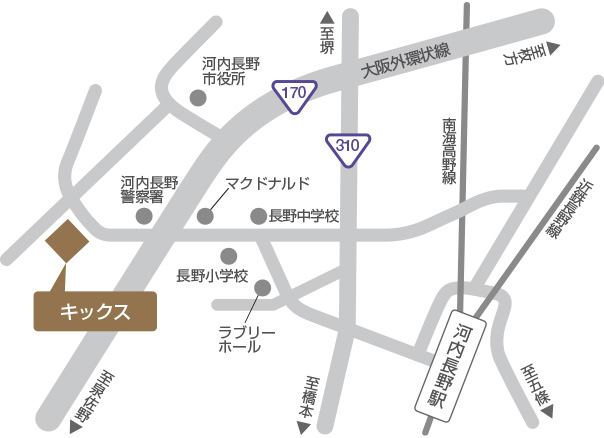 至堺
河内長野
市役所
大阪外環状線
至枚方
170
310
南海高野線
近鉄長野線
河内長野
警察署
マクドナルド
長野中学校
長野小学校
キックス
ラブリー
ホール
河内長野駅
至泉佐野
至橋本
至五條